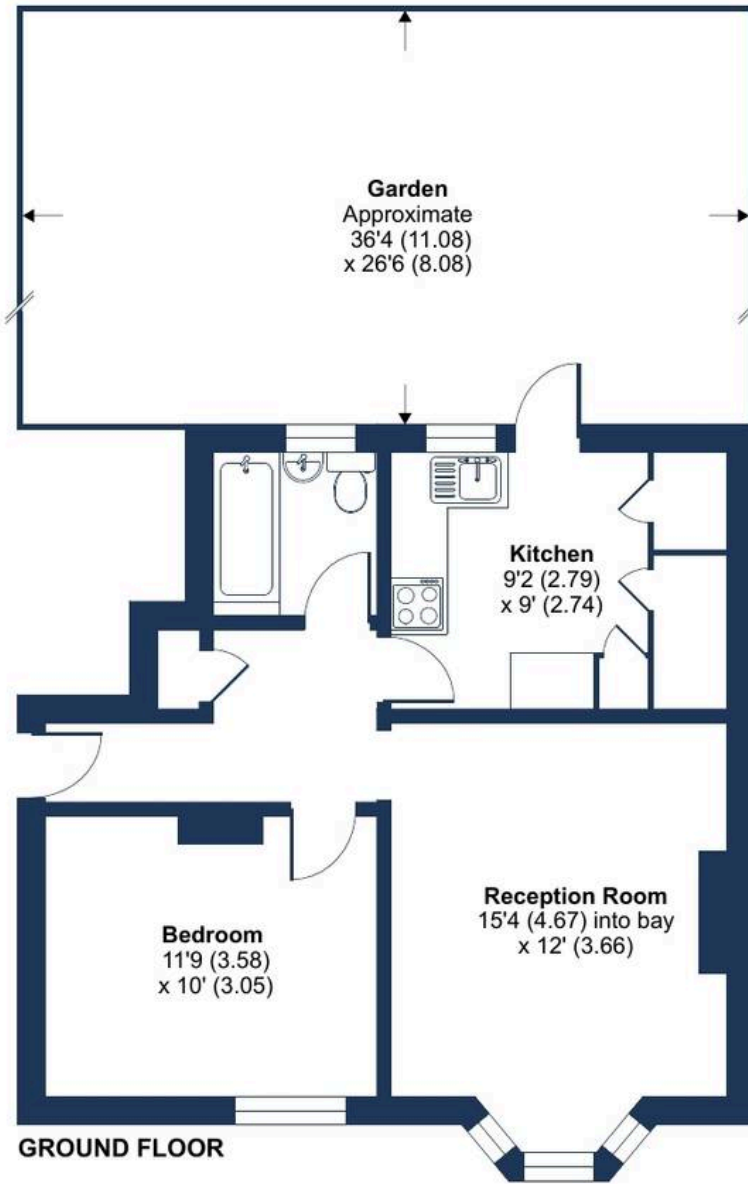 Garden
Approximate
36'4 (11.08)
x 26'6 (8.08)
Kitchen
9'2 (2.79)
x 9' (2.74)
Reception Room
15'4 (4.67) into bay
x 12' (3.66)
Bedroom
11'9 (3.58)
x 10' (3.05)
GROUND FLOOR